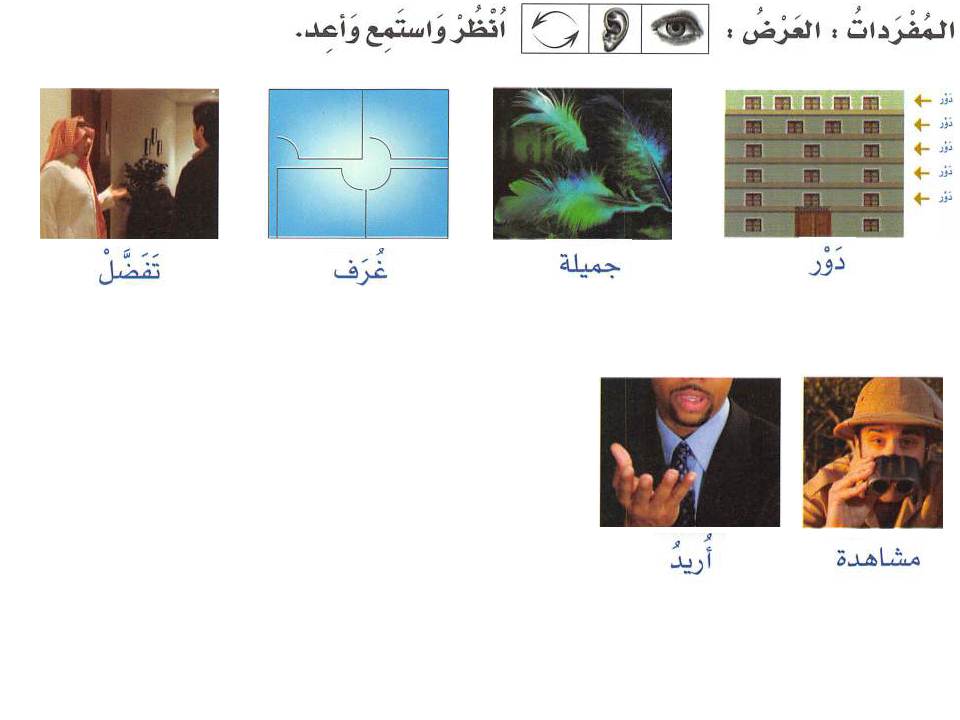 المُفْرَداتُ : العَرْضُ : اُنْظُرْ وَاستَمِع وَأعِد.
دَوْر
دَوْر
دَوْر
دَوْر
دَوْر
دَوْر
جميلة
غُرَف
تَفَضَّلْ
مشاهدة
أُريدُ